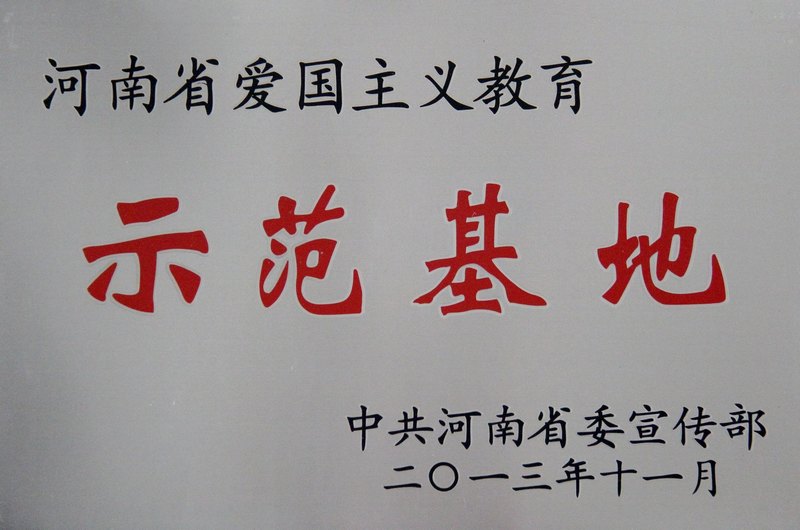 河南省爱国主义教育
示范基地
中共河南省委宣传部
二〇一三年十一月